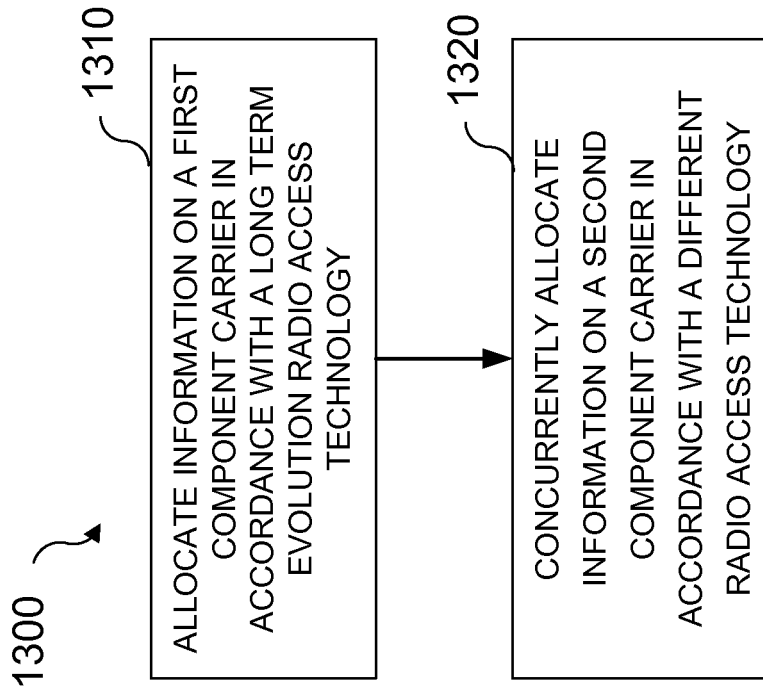 1300
1310
ALLOCATE INFORMATION ON A FIRST
COMPONENT CARRIER IN
ACCORDANCE WITH A LONG TERM
EVOLUTION RADIO ACCESS
TECHNOLOGY
1320
CONCURRENTLY ALLOCATE
INFORMATION ON A SECOND
COMPONENT CARRIER IN
ACCORDANCE WITH A DIFFERENT
RADIO ACCESS TECHNOLOGY